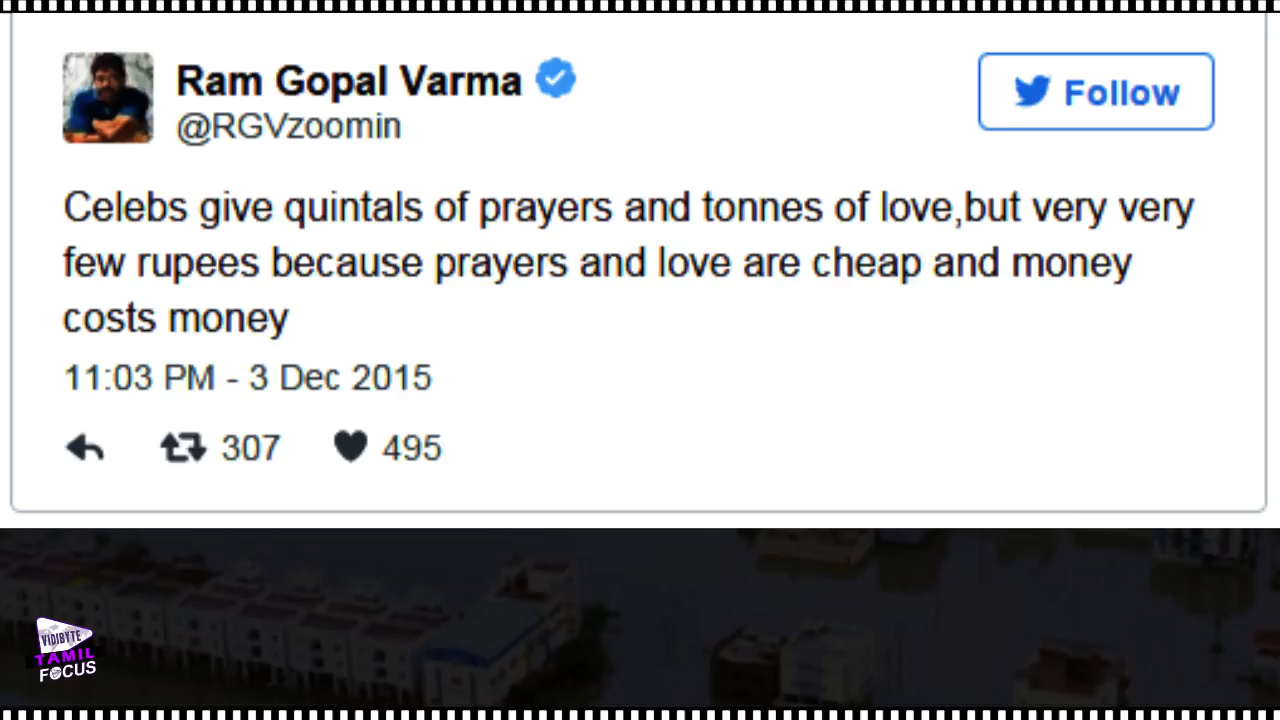 Ram Gopal Varma
@RGVzoomin
Follow
Celebs give quintals of prayers and tonnes of love,but very very
few rupees because prayers and love are cheap and money
costs money
11:03 PM - 3 Dec 2015
307 495
VIDIBYTE
TAMIL
FOCUS